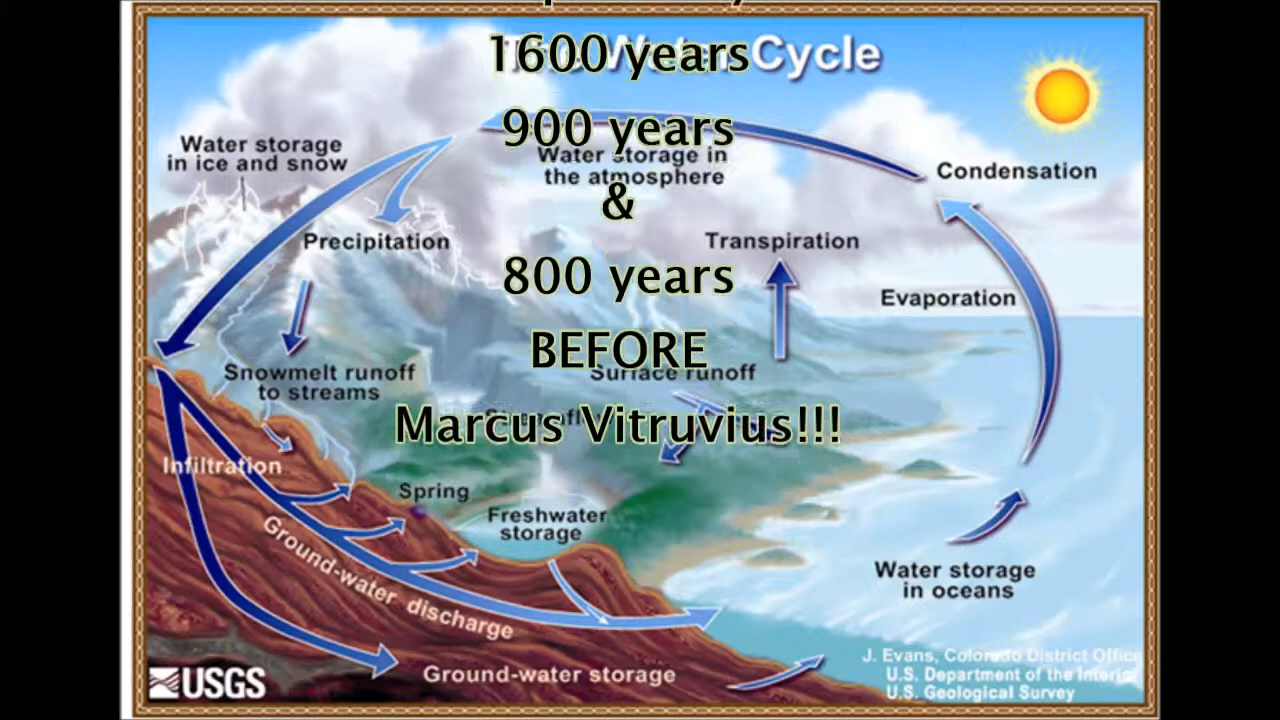 1600 years
Cycle
900 years
Water storage
in ice and snow
Water storage in
the atmosphere
Condensation
&
Precipitation
Transpiration
800 years
Evaporation
BEFORE
Snowmelt runoff
to streams
Surface runoff
Marcus Vitruvius!!!
Infiltration
Spring
Freshwater
storage
Ground-water discharge
Water storage
in oceans
Ground-water storage
USGS
J. Evans, Colorado District Office
U.S. Department of the Interior
U.S. Geological Survey